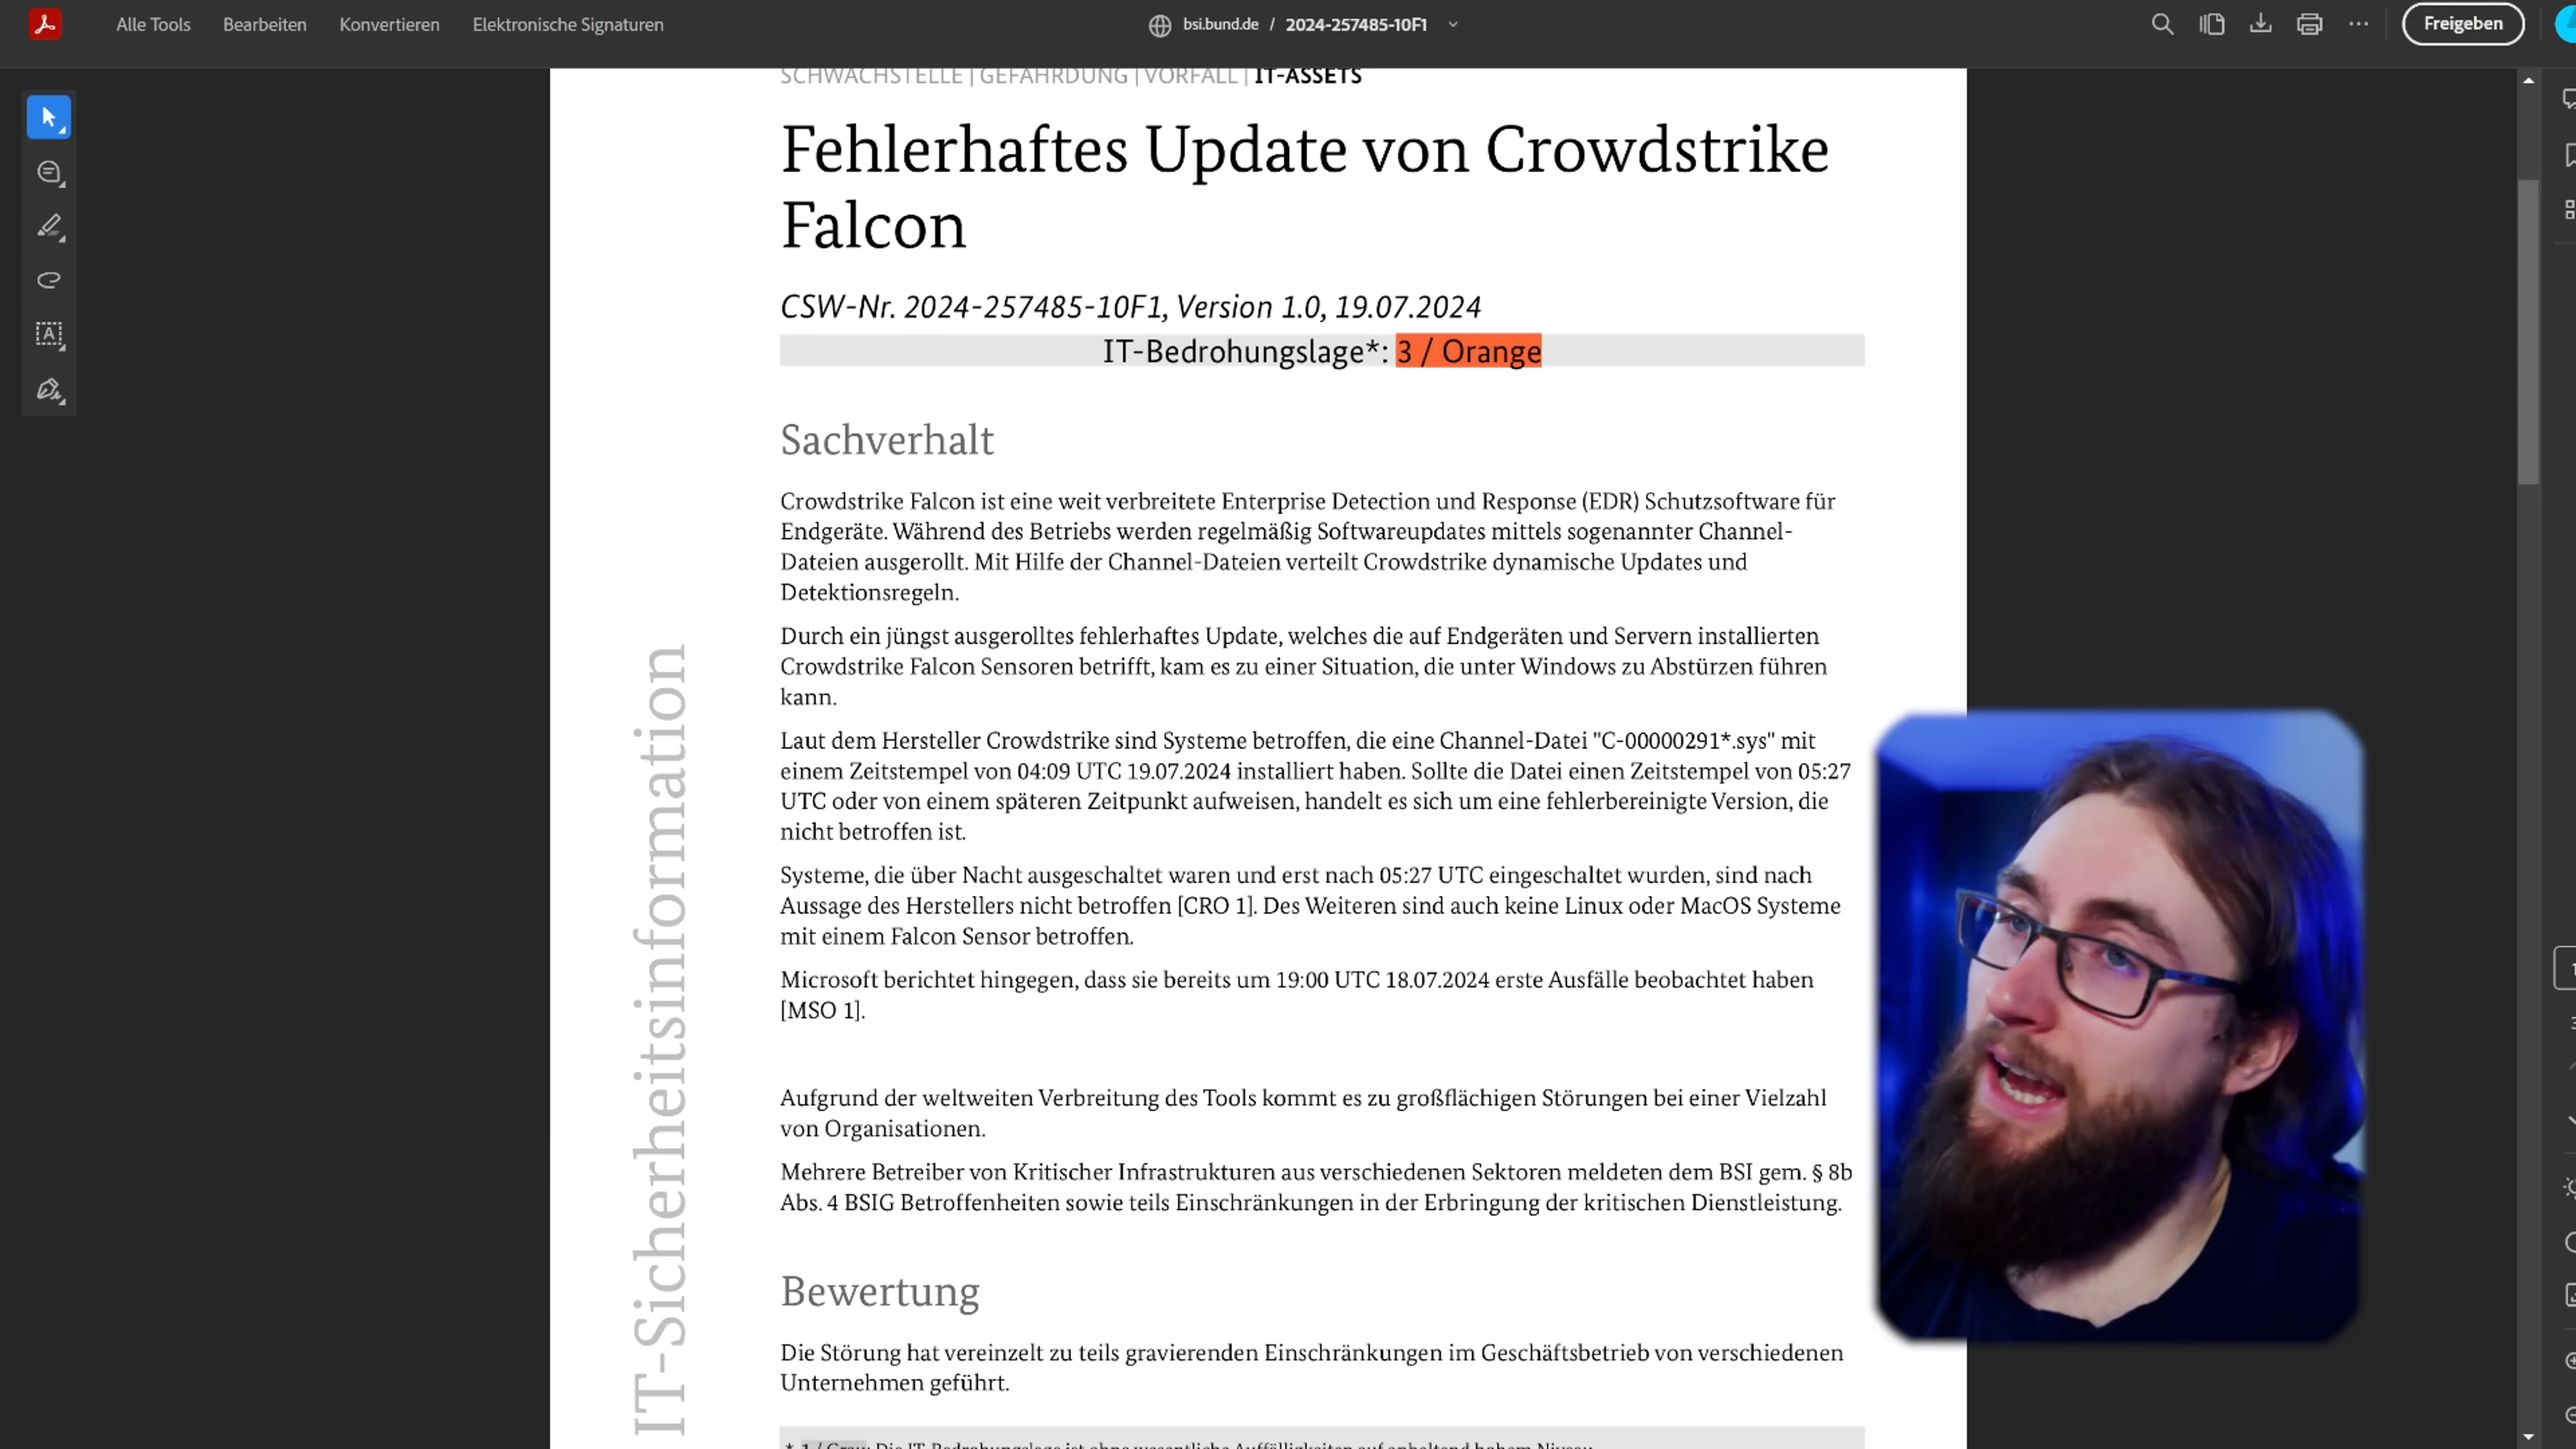 Alle Tools
Bearbeiten
Konvertieren
Elektronische Signaturen
bsi.bund.de / 2024-257485-10F1
Freigeben
SCHWACHSTELLE | GEFÄHRDUNG | VORFALL | IT-ASSETS
Fehlerhaftes Update von Crowdstrike
Falcon
CSW-Nr. 2024-257485-10F1, Version 1.0, 19.07.2024
IT-Bedrohungslage*: 3 / Orange
Sachverhalt
Crowdstrike Falcon ist eine weit verbreitete Enterprise Detection und Response (EDR) Schutzsoftware für
Endgeräte. Während des Betriebs werden regelmäßig Softwareupdates mittels sogenannter Channel-
Dateien ausgerollt. Mit Hilfe der Channel-Dateien verteilt Crowdstrike dynamische Updates und
Detektionsregeln.
Durch ein jüngst ausgerolltes fehlerhaftes Update, welches die auf Endgeräten und Servern installierten
Crowdstrike Falcon Sensoren betrifft, kam es zu einer Situation, die unter Windows zu Abstürzen führen
kann.
Laut dem Hersteller Crowdstrike sind Systeme betroffen, die eine Channel-Datei "C-00000291*.sys" mit
einem Zeitstempel von 04:09 UTC 19.07.2024 installiert haben. Sollte die Datei einen Zeitstempel von 05:27
UTC oder von einem späteren Zeitpunkt aufweisen, handelt es sich um eine fehlerbereinigte Version, die
nicht betroffen ist.
Systeme, die über Nacht ausgeschaltet waren und erst nach 05:27 UTC eingeschaltet wurden, sind nach
Aussage des Herstellers nicht betroffen [CRO 1]. Des Weiteren sind auch keine Linux oder MacOS Systeme
mit einem Falcon Sensor betroffen.
Microsoft berichtet hingegen, dass sie bereits um 19:00 UTC 18.07.2024 erste Ausfälle beobachtet haben
[MSO 1].
Aufgrund der weltweiten Verbreitung des Tools kommt es zu großflächigen Störungen bei einer Vielzahl
von Organisationen.
Mehrere Betreiber von Kritischer Infrastrukturen aus verschiedenen Sektoren meldeten dem BSI gem. § 8b
Abs. 4 BSIG Betroffenheiten sowie teils Einschränkungen in der Erbringung der kritischen Dienstleistung.
Bewertung
Die Störung hat vereinzelt zu teils gravierenden Einschränkungen im Geschäftsbetrieb von verschiedenen
Unternehmen geführt.
* 1 / Grau: Die IT-Bedrohungslage ist ohne wesentliche Auffälligkeiten auf anhaltend hohem Niveau.
IT-Sicherheitsinformation